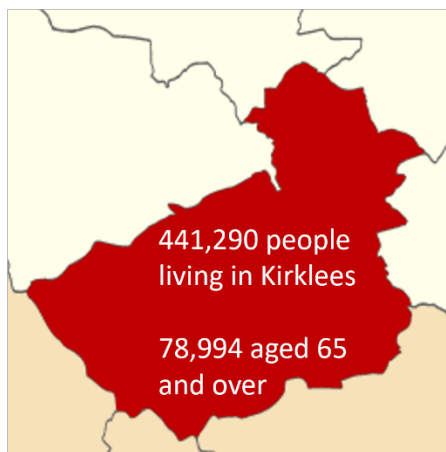 441,290 people
living in Kirklees
78,994 aged 65
and over